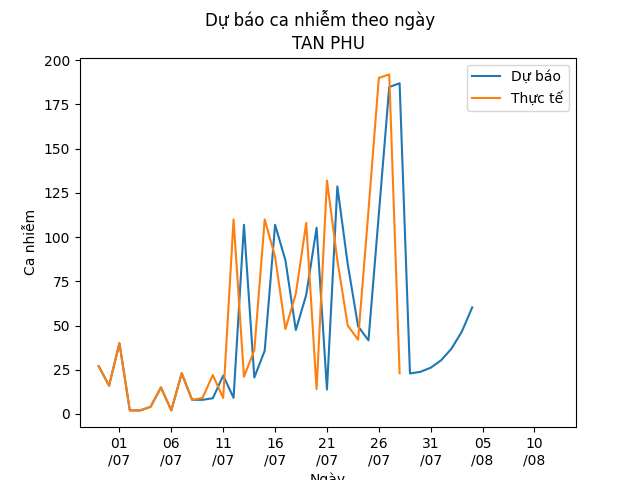 Dự báo ca nhiễm theo ngày
TAN PHU
200
175
150
125
100
75
50
25
0
Ca nhiễm
Dự báo
Thực tế
01 06 11 16 21 26 31 05 10
/07 /07 /07 /07 /07 /07 /07 /08 /08
Ngày